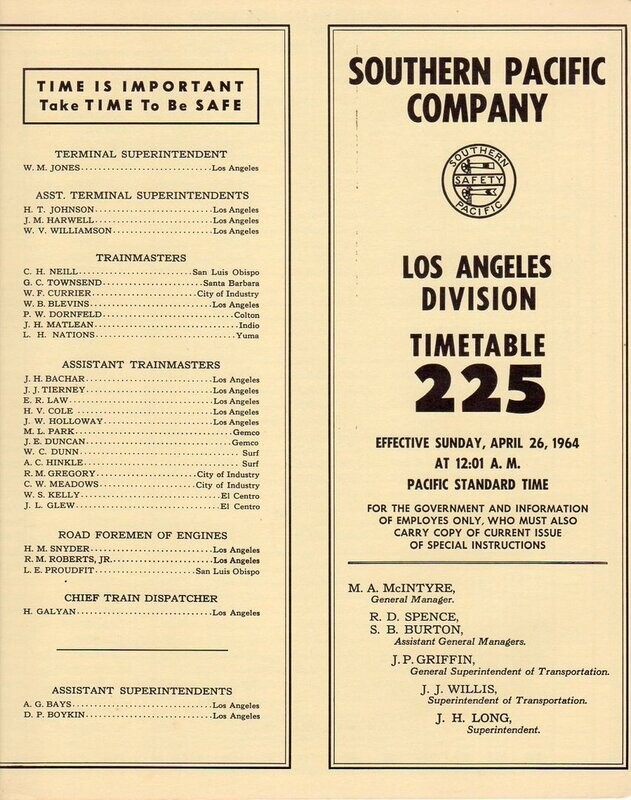 TIME IS IMPORTANT
Take TIME To Be SAFE
TERMINAL SUPERINTENDENT
W. M. JONES Los Angeles
ASST. TERMINAL SUPERINTENDENTS
H. T. JOHNSON Los Angeles
J. M. HARWELL Los Angeles
W. V. WILLIAMSON Los Angeles
TRAINMASTERS
C. H. NEILL San Luis Obispo
G. C. TOWNSEND Santa Barbara
W. F. CURRIER City of Industry
W. B. BLEVINS Los Angeles
P. W. DORNFELD Colton
J. H. MATLEAN Indio
L. H. NATIONS Yuma
ASSISTANT TRAINMASTERS
J. H. BACHAR Los Angeles
J. J. TIERNEY Los Angeles
E. R. LAW Los Angeles
H. V. COLE Los Angeles
J. W. HOLLOWAY Los Angeles
M. L. PARK Gemco
J. E. DUNCAN Gemco
W. C. DUNN Surf
A. C. HINKLE Surf
R. M. GREGORY City of Industry
C. W. MEADOWS City of Industry
W. S. KELLY El Centro
J. L. GLEW El Centro
ROAD FOREMEN OF ENGINES
H. M. SNYDER Los Angeles
R. M. ROBERTS, JR. Los Angeles
L. E. PROUDFIT San Luis Obispo
CHIEF TRAIN DISPATCHER
H. GALYAN Los Angeles
ASSISTANT SUPERINTENDENTS
A. G. BAYS Los Angeles
D. P. BOYKIN Los Angeles
SOUTHERN PACIFIC
COMPANY
SOUTHERN
SAFETY
PACIFIC
LOS ANGELES
DIVISION
TIMETABLE
225
EFFECTIVE SUNDAY, APRIL 26, 1964
AT 12:01 A. M.
PACIFIC STANDARD TIME
FOR THE GOVERNMENT AND INFORMATION
OF EMPLOYES ONLY, WHO MUST ALSO
CARRY COPY OF CURRENT ISSUE
OF SPECIAL INSTRUCTIONS
M. A. McINTYRE,
General Manager.
R. D. SPENCE,
S. B. BURTON,
Assistant General Managers.
J. P. GRIFFIN,
General Superintendent of Transportation.
J. J. WILLIS,
Superintendent of Transportation.
J. H. LONG,
Superintendent.